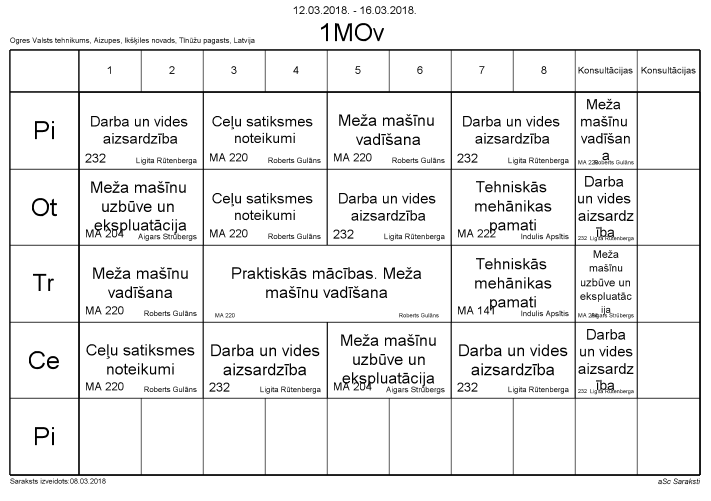 12.03.2018. - 16.03.2018.
1MOv
Ogres Valsts tehnikums, Aizupes, Ikšķiles novads, Tīnūžu pagasts, Latvija
1 2 3 4 5 6 7 8 Konsultācijas Konsultācijas
Pi
Darba un vides
aizsardzība
232 Ligita Rūtenberga
Ceļu satiksmes
noteikumi
MA 220 Roberts Gulāns
Meža mašīnu
vadīšana
MA 220 Roberts Gulāns
Darba un vides
aizsardzība
232 Ligita Rūtenberga
Meža
mašīnu
vadīšan
a
MA 220 Roberts Gulāns
Ot
Meža mašīnu
uzbūve un
ekspluatācija
MA 204 Aigars Strūbergs
Ceļu satiksmes
noteikumi
MA 220 Roberts Gulāns
Darba un vides
aizsardzība
232 Ligita Rūtenberga
Tehniskās
mehānikas
pamati
MA 222 Indulis Apsītis
Darba
un vides
aizsardz
ība
232 Ligita Rūtenberga
Tr
Meža mašīnu
vadīšana
MA 220 Roberts Gulāns
Praktiskās mācības. Meža
mašīnu vadīšana
MA 220 Roberts Gulāns
Tehniskās
mehānikas
pamati
MA 141 Indulis Apsītis
Meža
mašīnu
uzbūve un
ekspluatāc
ija
MA 204 Aigars Strūbergs
Ce
Ceļu satiksmes
noteikumi
MA 220 Roberts Gulāns
Darba un vides
aizsardzība
232 Ligita Rūtenberga
Meža mašīnu
uzbūve un
ekspluatācija
MA 204 Aigars Strūbergs
Darba un vides
aizsardzība
232 Ligita Rūtenberga
Darba
un vides
aizsardz
ība
232 Ligita Rūtenberga
Pi
Saraksts izveidots:08.03.2018
aSc Saraksti